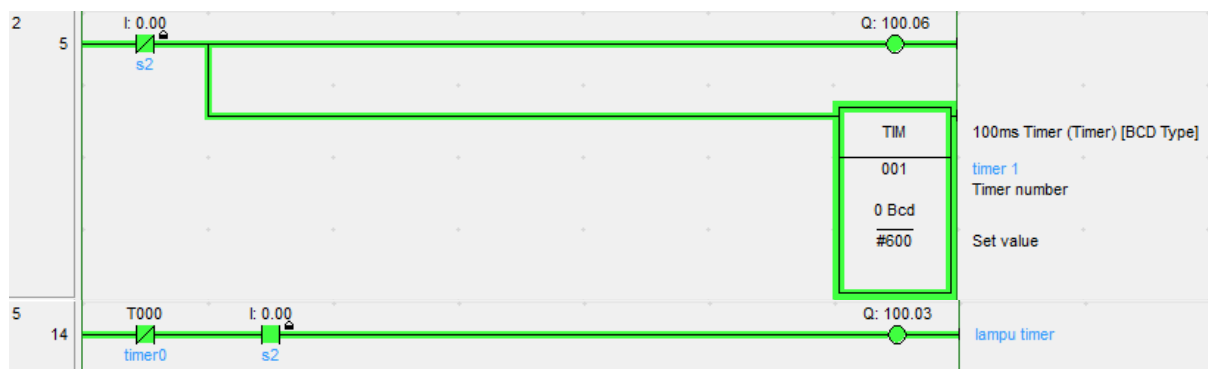 2 I: 0.00 Q: 100.06
5
s2
TIM 100ms Timer (Timer) [BCD Type]
001 timer 1
Timer number
0 Bcd
#600 Set value
5 T000 I: 0.00 Q: 100.03
14 lampu timer
timer0 s2